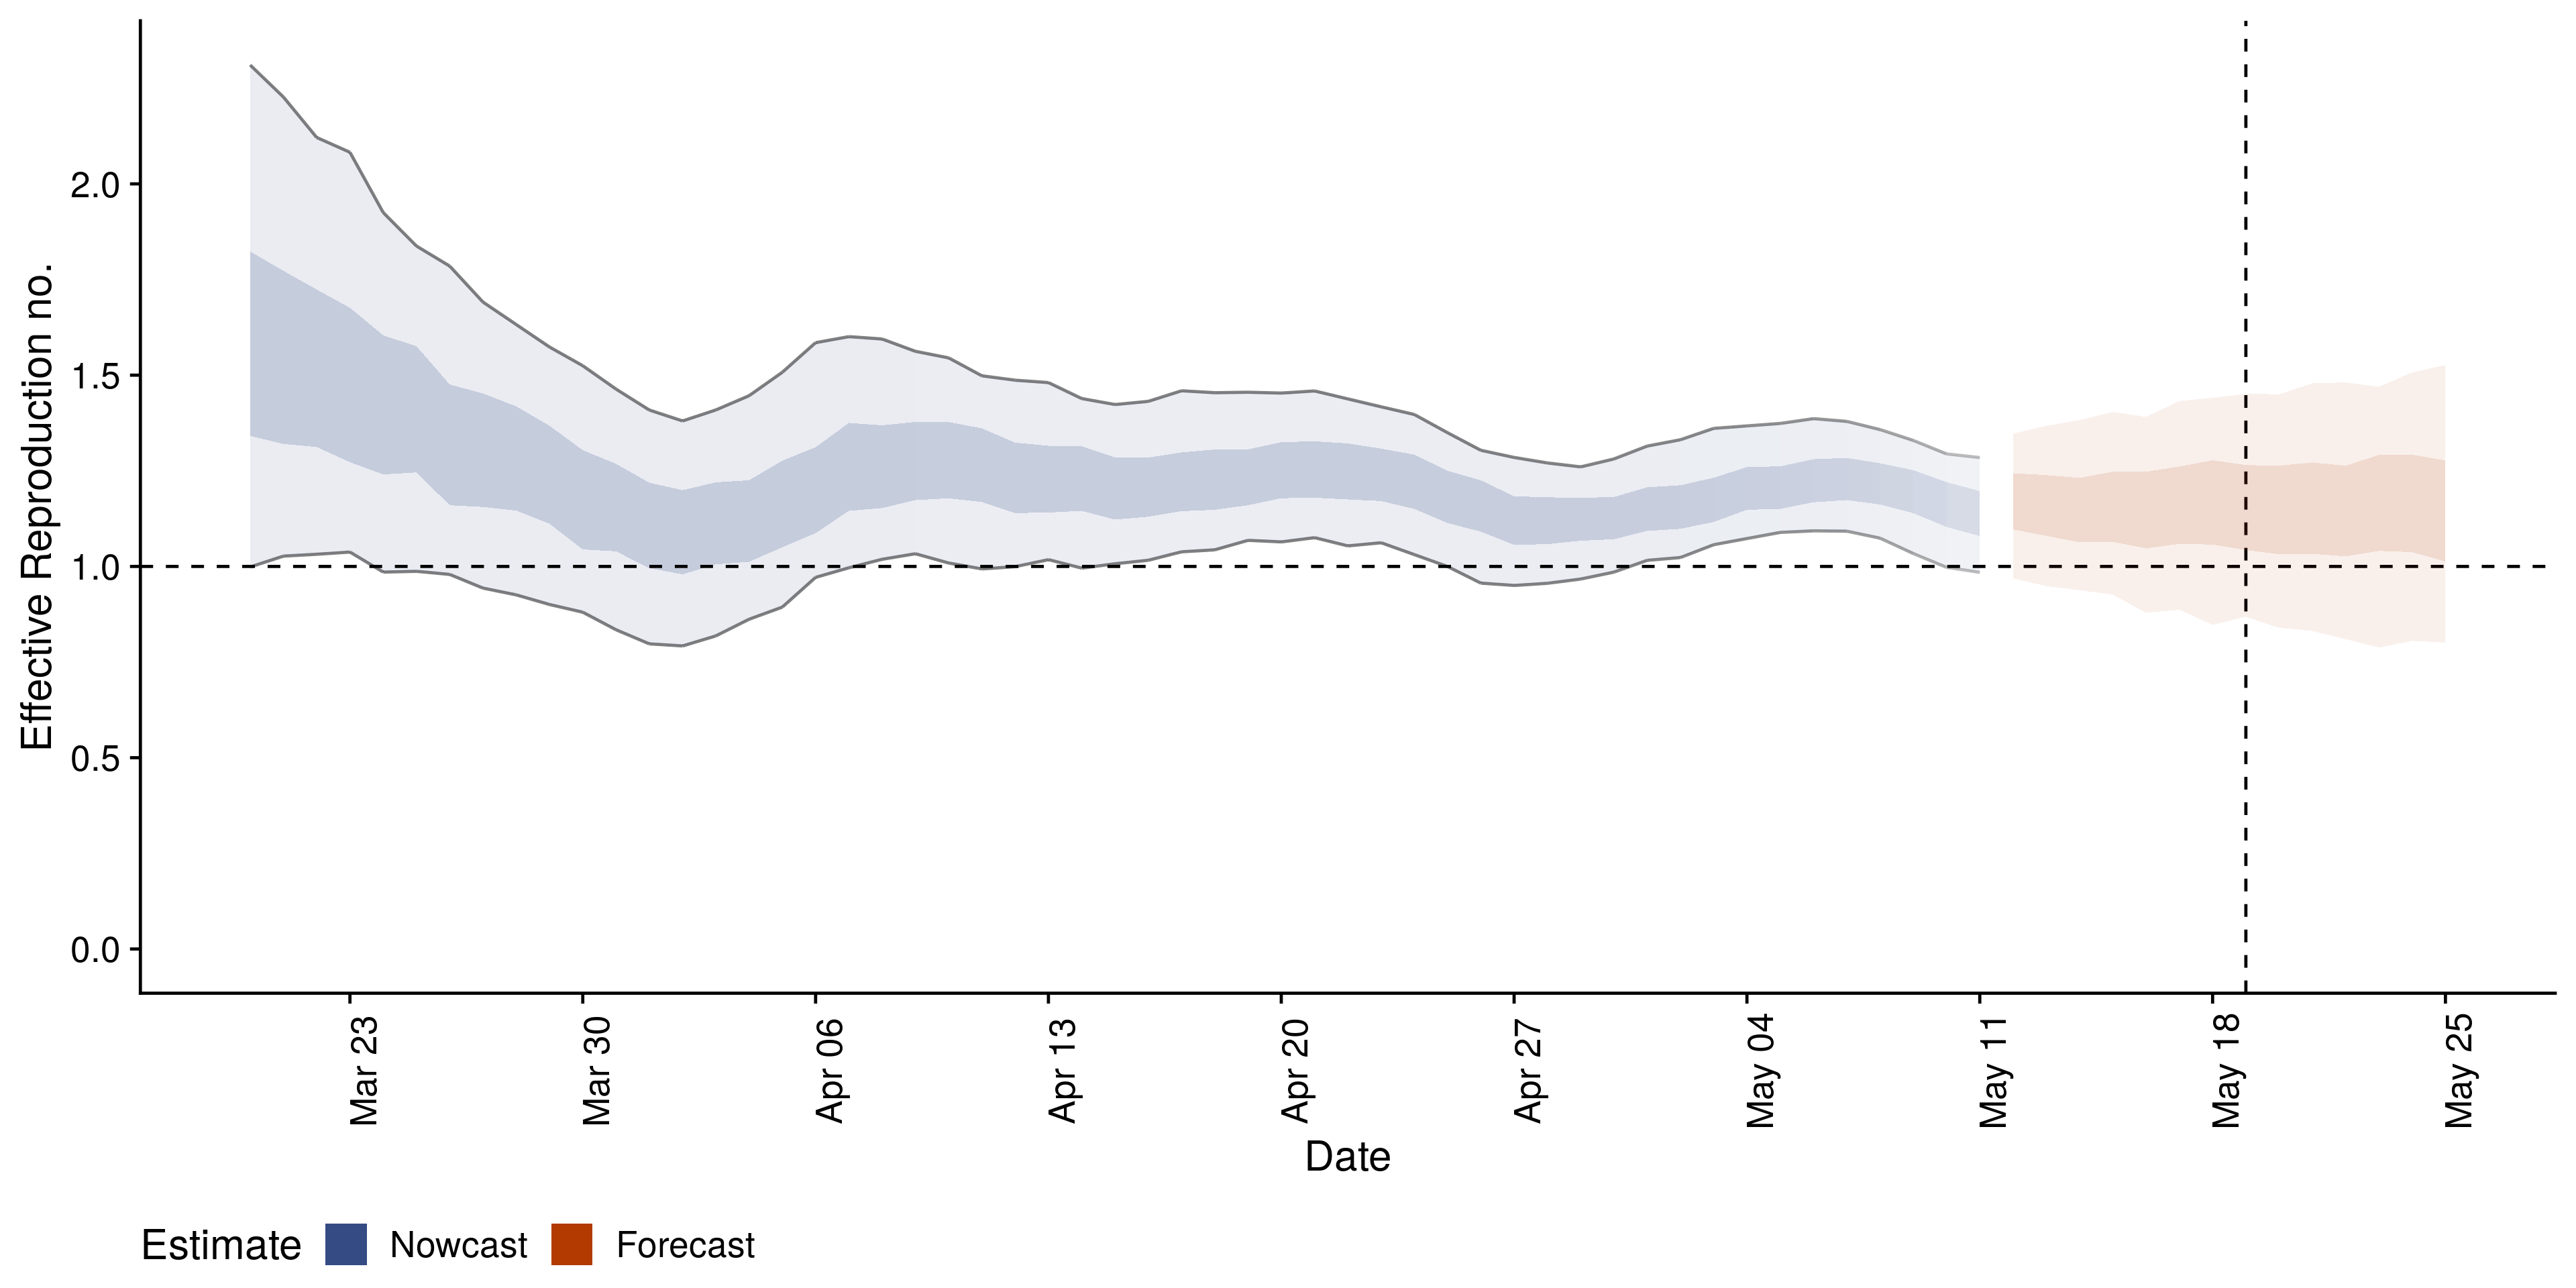 Effective Reproduction no.
2.0
1.5
1.0
0.5
0.0
Mar 23
Mar 30
Apr 06
Apr 13
Apr 20
Apr 27
May 04
May 11
May 18
May 25
Date
Estimate Nowcast Forecast